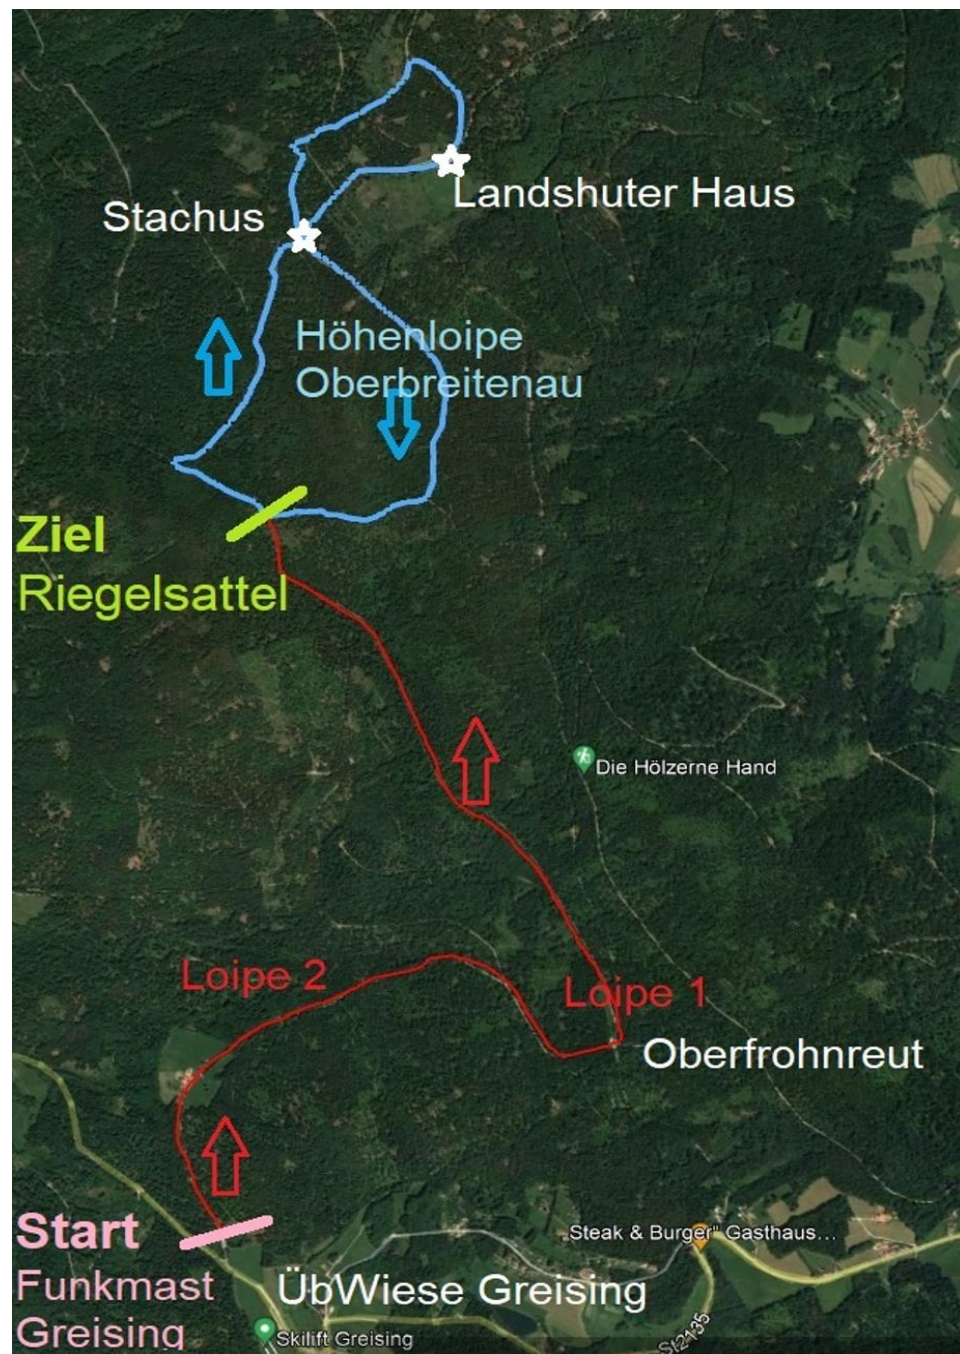 Landshuter Haus
Stachus
Höhenloipe
Oberbreitenau
Ziel
Riegelsattel
Die Hölzerne Hand
Loipe 2
Loipe 1
Oberfrohnreut
Start
Funkmast
Greising
Steak & Burger" Gasthaus...
ÜbWiese Greising
Skilift Greising
St2135